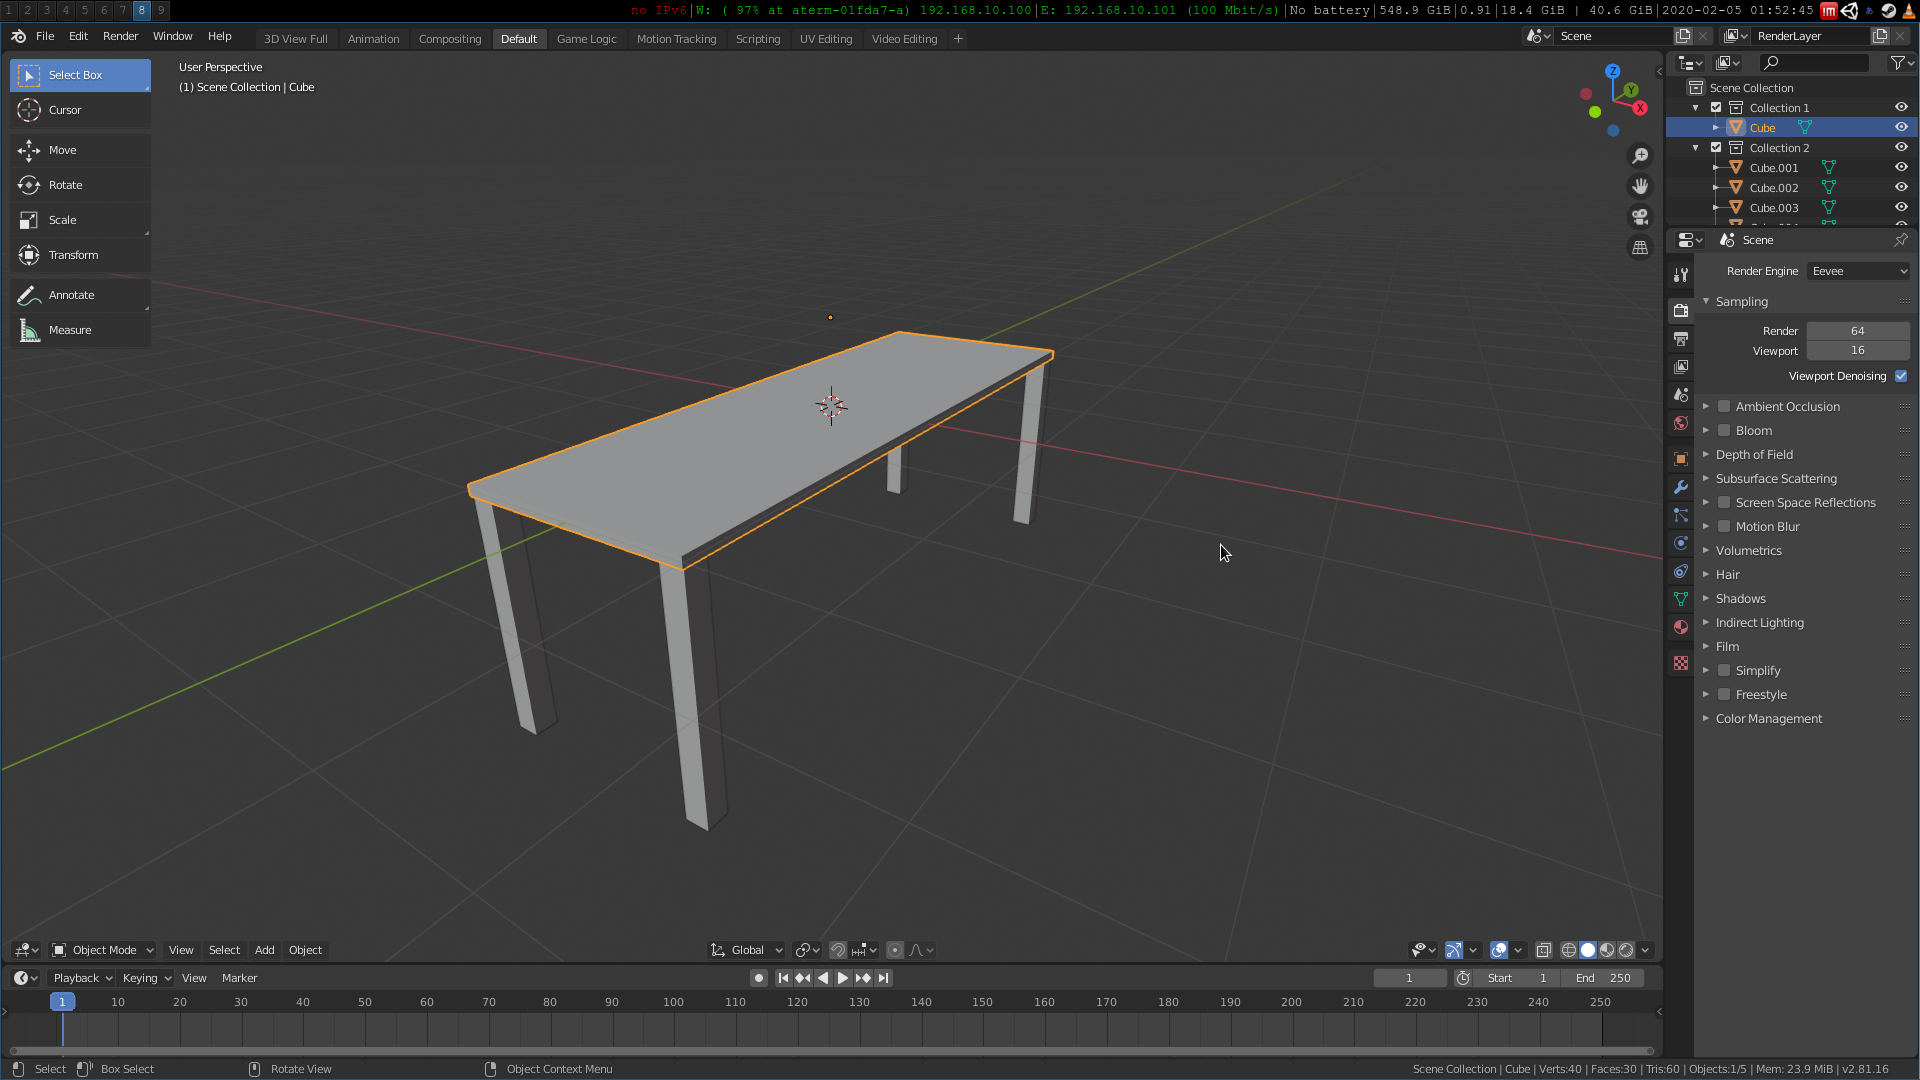 1 2 3 4 5 6 7 8 9 no IPv6|W: ( 97% at aterm-01fda7-a) 192.168.10.100|E: 192.168.10.101 (100 Mbit/s)|No battery|548.9 GiB|0.91|18.4 GiB | 40.6 GiB|2020-02-05 01:52:45
File Edit Render Window Help 3D View Full Animation Compositing Default Game Logic Motion Tracking Scripting UV Editing Video Editing + Scene RenderLayer
Select Box
Cursor
Move
Rotate
Scale
Transform
Annotate
Measure
User Perspective
(1) Scene Collection | Cube
Z
Y
X
Scene Collection
Collection 1
Cube
Collection 2
Cube.001
Cube.002
Cube.003
Scene
Render Engine Eevee
Sampling
Render 64
Viewport 16
Viewport Denoising
Ambient Occlusion
Bloom
Depth of Field
Subsurface Scattering
Screen Space Reflections
Motion Blur
Volumetrics
Hair
Shadows
Indirect Lighting
Film
Simplify
Freestyle
Color Management
Object Mode View Select Add Object Global
Playback Keying View Marker 1 Start 1 End 250
1 10 20 30 40 50 60 70 80 90 100 110 120 130 140 150 160 170 180 190 200 210 220 230 240 250
Select Box Select Rotate View Object Context Menu Scene Collection | Cube | Verts:40 | Faces:30 | Tris:60 | Objects:1/5 | Mem: 23.9 MiB | v2.81.16